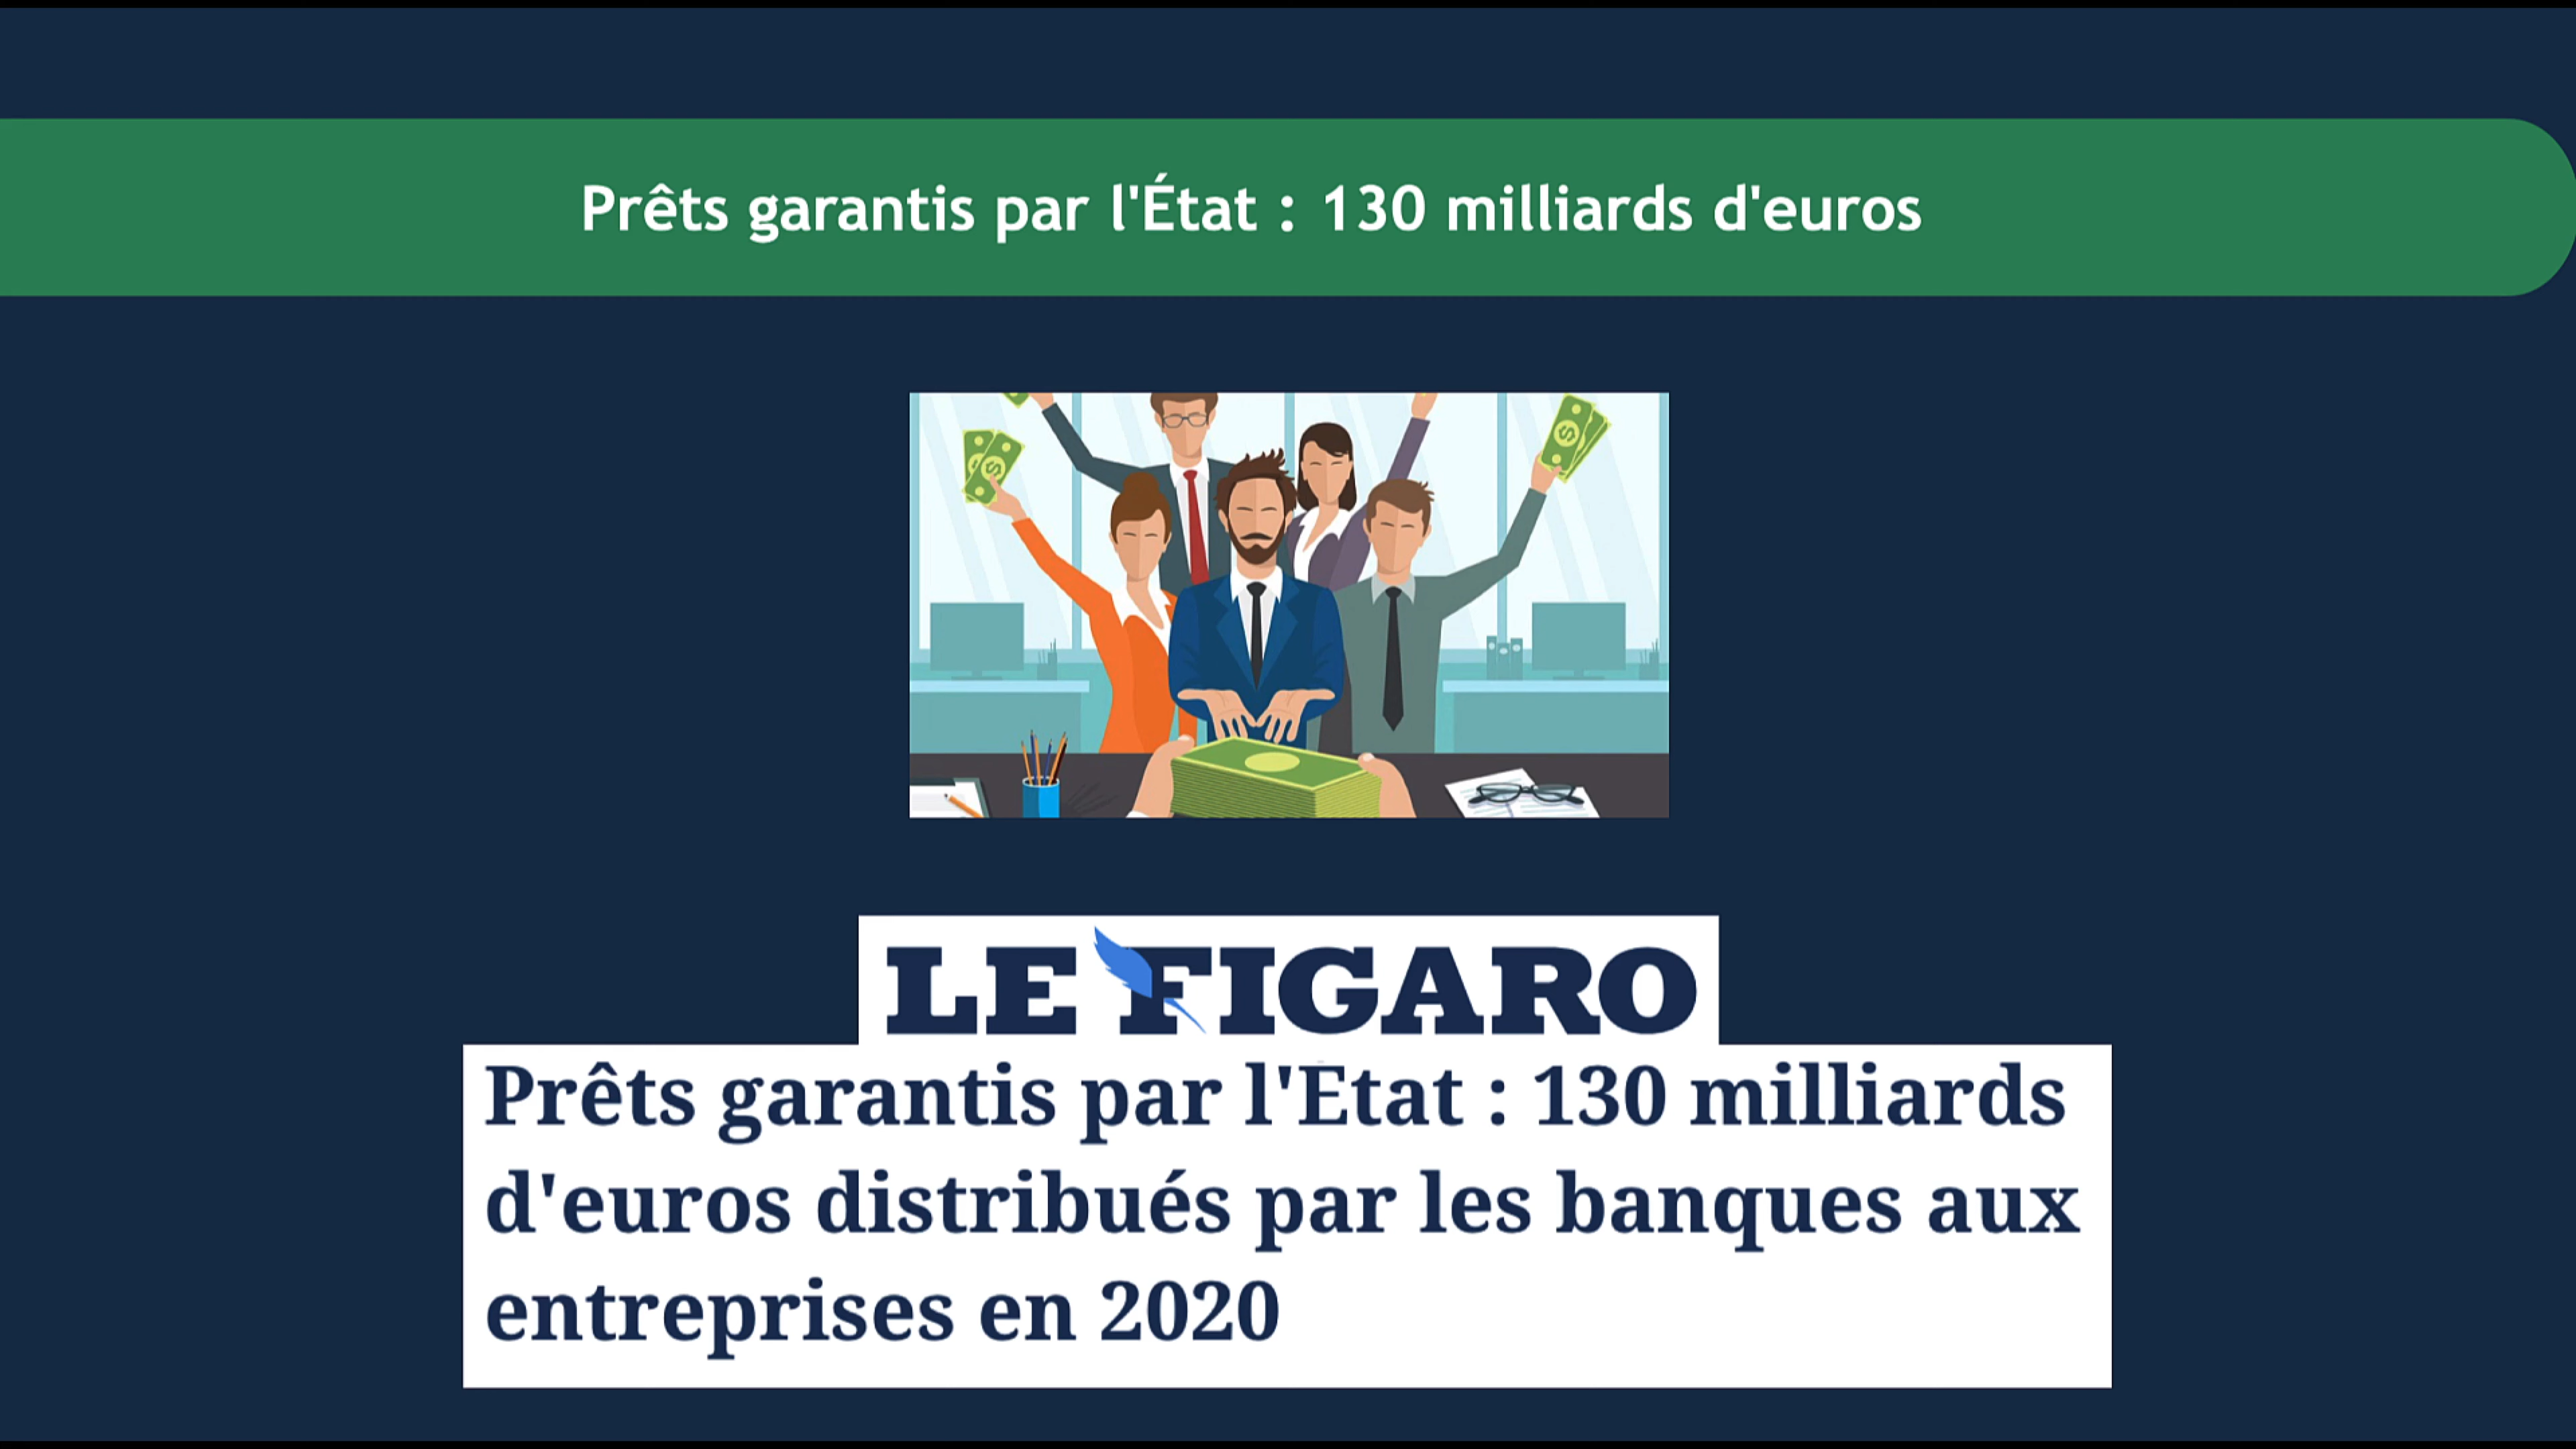 Prêts garantis par l'État : 130 milliards d'euros
LE FIGARO
Prêts garantis par l'État : 130 milliards
d'euros distribués par les banques aux
entreprises en 2020